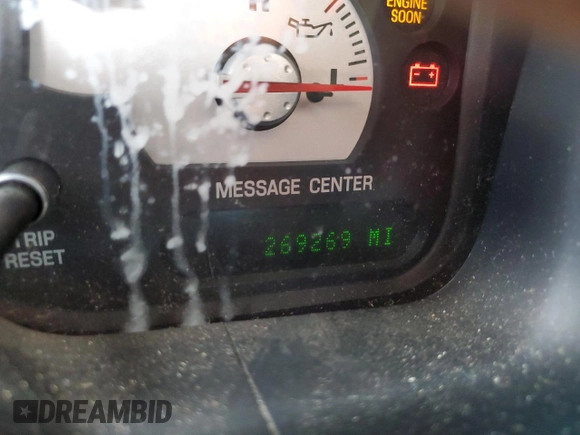 ENGINE
SOON
MESSAGE CENTER
269269 MI
TRIP
RESET
DREAMBID